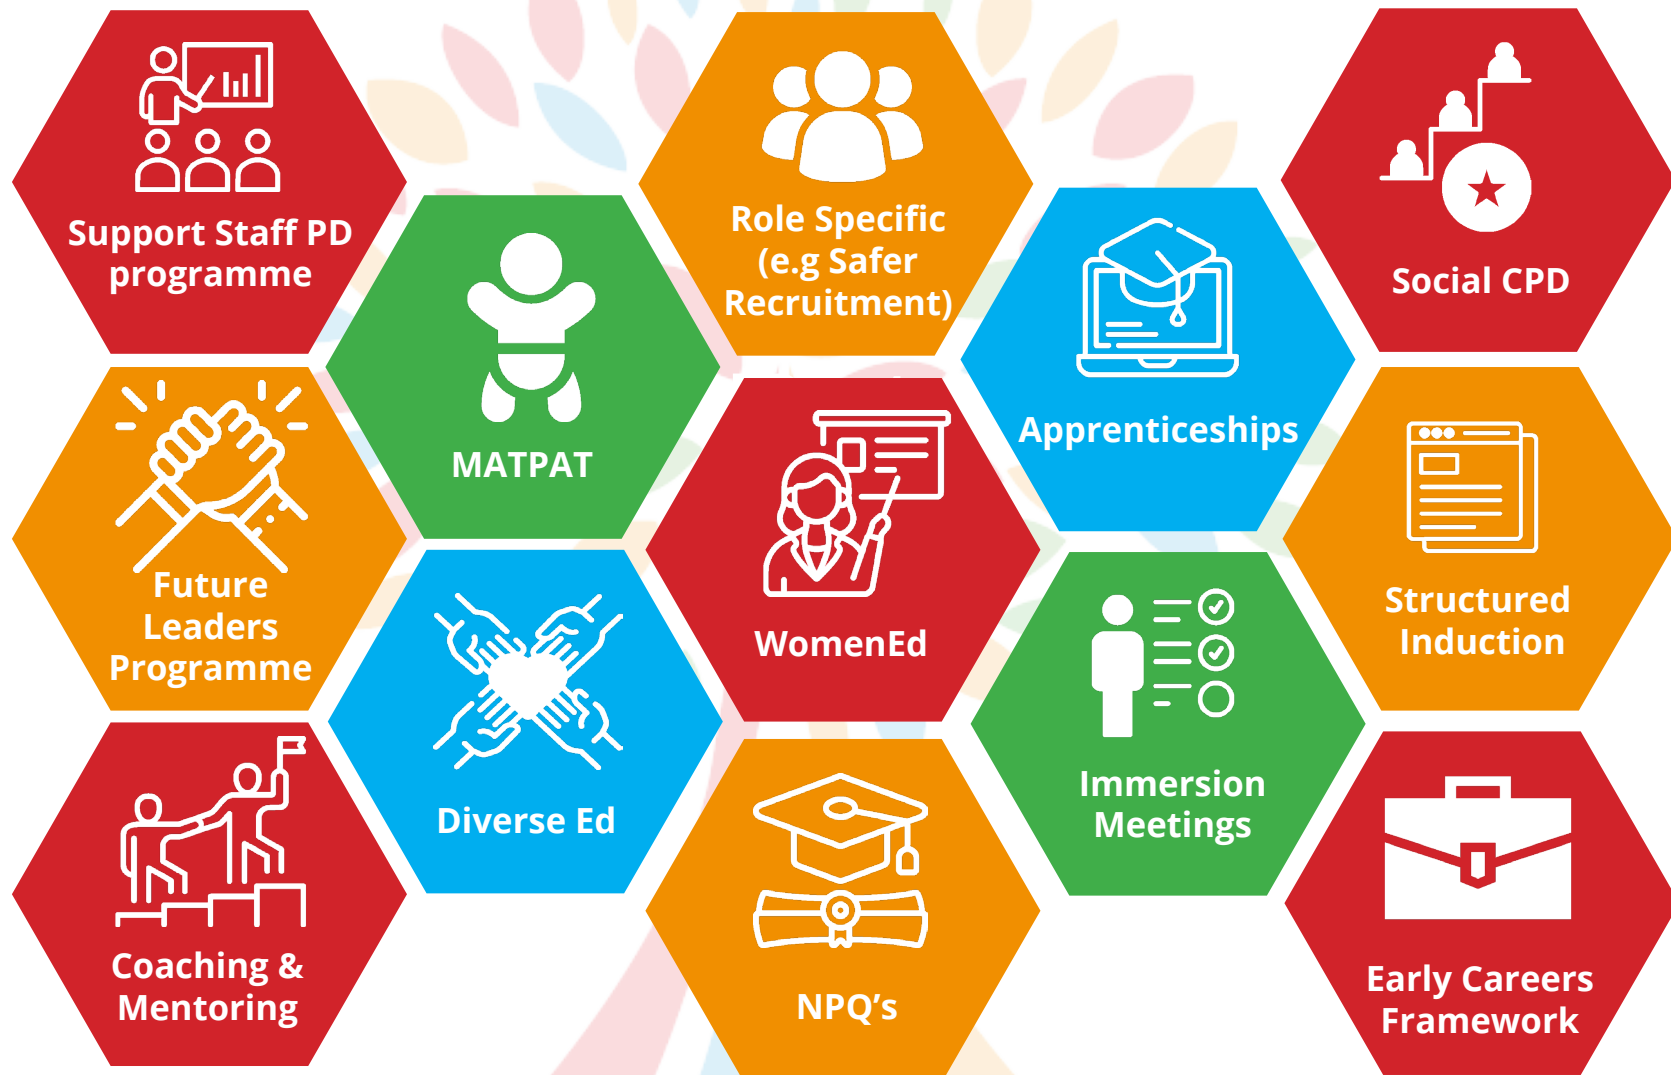 Support Staff PD
programme
Role Specific
(e.g Safer
Recruitment)
Social CPD
MATPAT
Apprenticeships
Future
Leaders
Programme
WomenEd
Structured
Induction
Diverse Ed
Immersion
Meetings
Coaching &
Mentoring
NPQ’s
Early Careers
Framework